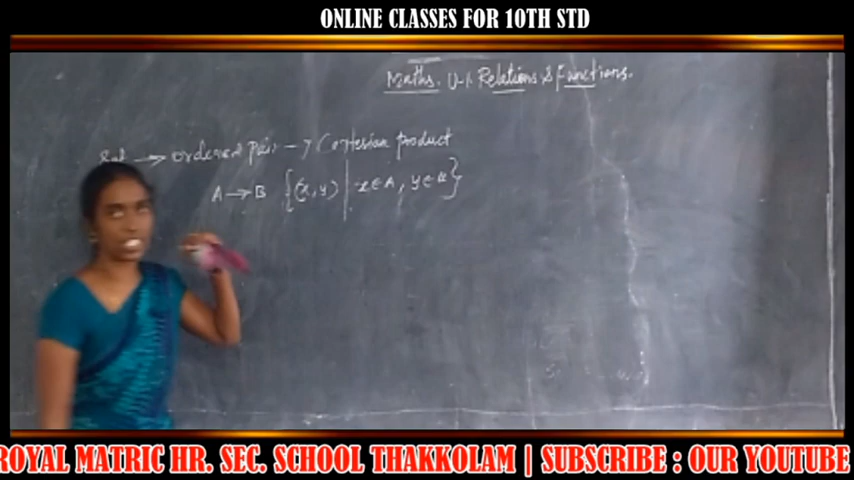 ONLINE CLASSES FOR 10TH STD
Maths. U-1. Relations & Functions.
Set → ordered pair → Cartesian product
A → B {(x,y) | x∈A, y∈B}
ROYAL MATRIC HR. SEC. SCHOOL THAKKOLAM | SUBSCRIBE : OUR YOUTUBE